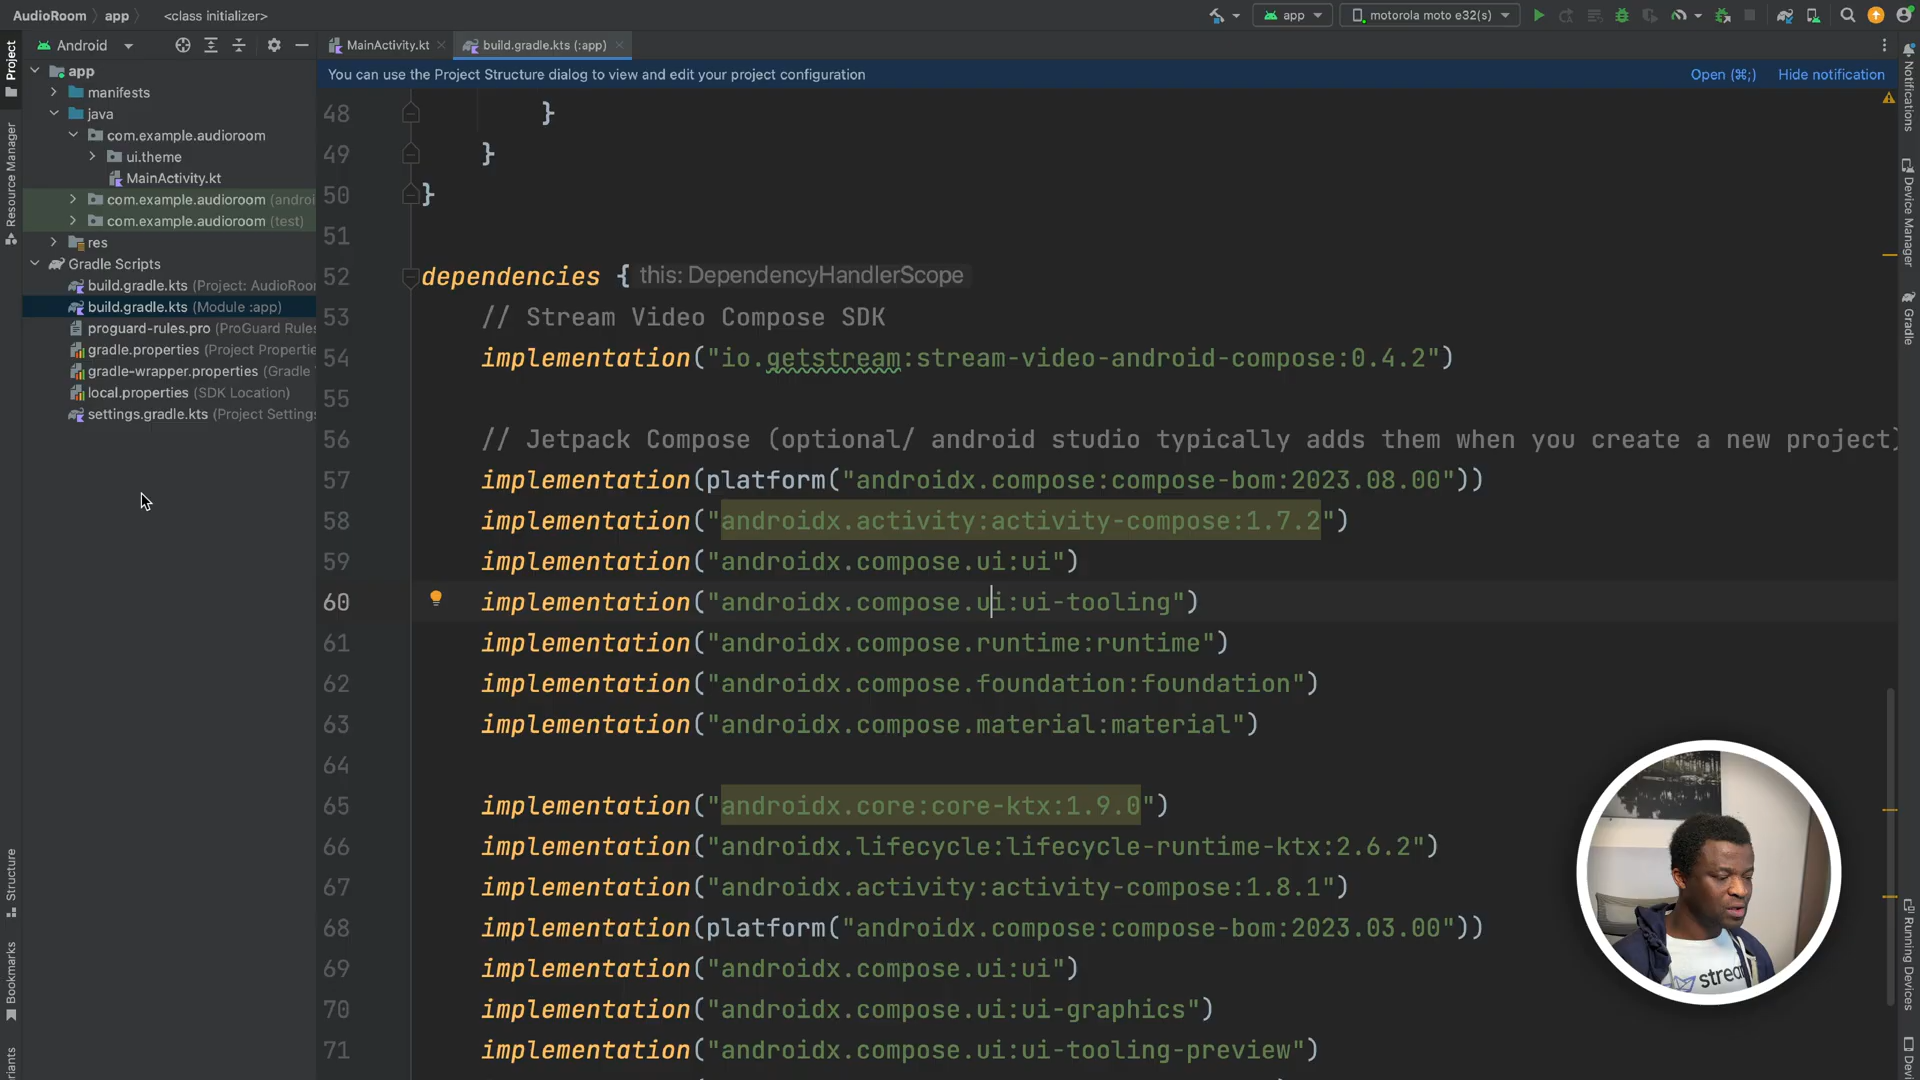 AudioRoom
app
<class initializer>
app
motorola moto e32(s)
Android
MainActivity.kt
build.gradle.kts (:app)
You can use the Project Structure dialog to view and edit your project configuration
Open (⌘;)
Hide notification
Project
Resource Manager
Structure
Bookmarks
app
manifests
java
com.example.audioroom
ui.theme
MainActivity.kt
com.example.audioroom (androi
com.example.audioroom (test)
res
Gradle Scripts
build.gradle.kts (Project: AudioRoo
build.gradle.kts (Module :app)
proguard-rules.pro (ProGuard Rules
gradle.properties (Project Properti
gradle-wrapper.properties (Gradle
local.properties (SDK Location)
settings.gradle.kts (Project Settings
48 }
49 }
50 }
51
52 dependencies { this: DependencyHandlerScope
53 // Stream Video Compose SDK
54 implementation("io.getstream:stream-video-android-compose:0.4.2")
55
56 // Jetpack Compose (optional/ android studio typically adds them when you create a new project)
57 implementation(platform("androidx.compose:compose-bom:2023.08.00"))
58 implementation("androidx.activity:activity-compose:1.7.2")
59 implementation("androidx.compose.ui:ui")
60 implementation("androidx.compose.ui:ui-tooling")
61 implementation("androidx.compose.runtime:runtime")
62 implementation("androidx.compose.foundation:foundation")
63 implementation("androidx.compose.material:material")
64
65 implementation("androidx.core:core-ktx:1.9.0")
66 implementation("androidx.lifecycle:lifecycle-runtime-ktx:2.6.2")
67 implementation("androidx.activity:activity-compose:1.8.1")
68 implementation(platform("androidx.compose:compose-bom:2023.03.00"))
69 implementation("androidx.compose.ui:ui")
70 implementation("androidx.compose.ui:ui-graphics")
71 implementation("androidx.compose.ui:ui-tooling-preview")
Notifications
Device Manager
Gradle
Running Devices
stream